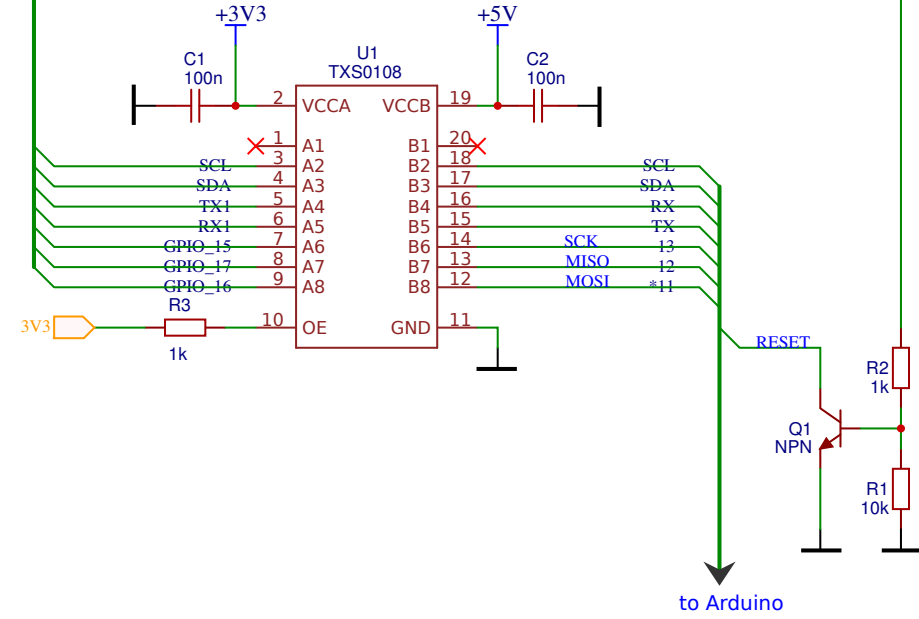 +3V3
+5V
C1
100n
U1
TXS0108
C2
100n
2 VCCA VCCB 19
1 A1 B1 20
SCL 3 A2 B2 18 SCL
SDA 4 A3 B3 17 SDA
TX1 5 A4 B4 16 RX
RX1 6 A5 B5 15 TX
GPIO_15 7 A6 B6 14 SCK 13
GPIO_17 8 A7 B7 13 MISO 12
GPIO_16 9 A8 B8 12 MOSI *11
R3
3V3 10 OE GND 11
1k
RESET
R2
1k
Q1
NPN
R1
10k
to Arduino